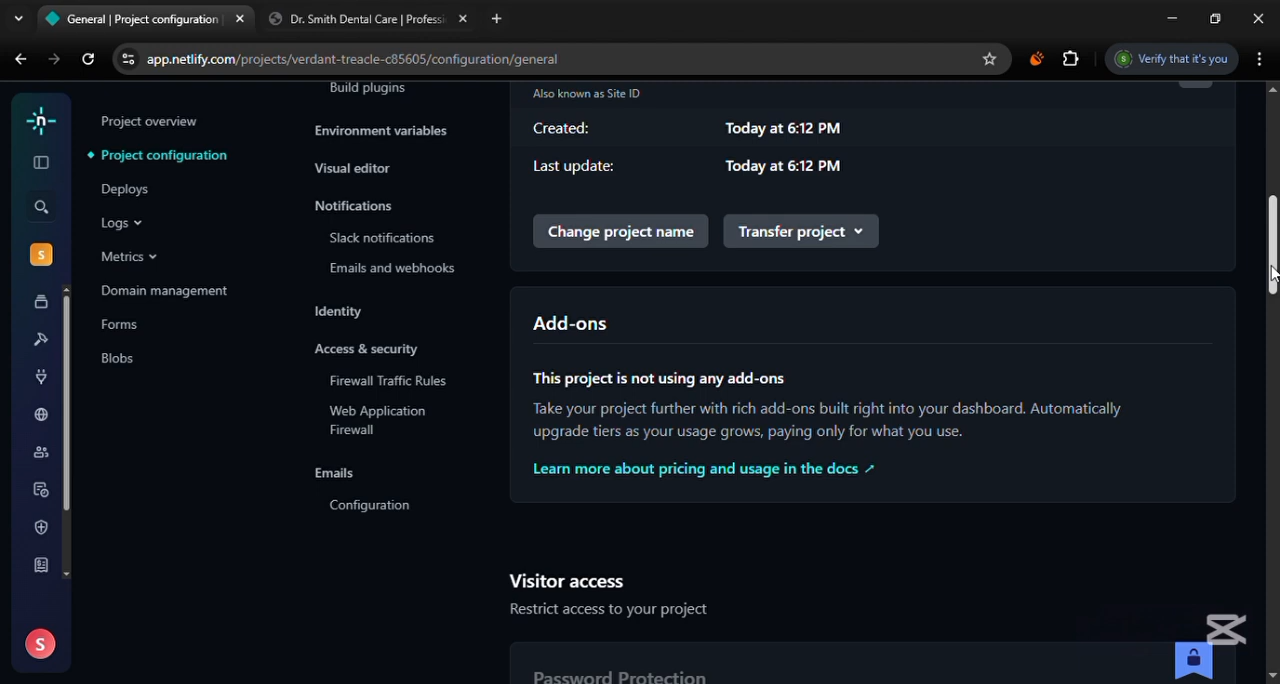 General | Project configuration
Dr. Smith Dental Care | Profess
app.netlify.com/projects/verdant-treacle-c85605/configuration/general
S
Verify that it's you
Project overview
Project configuration
Deploys
Logs
Metrics
Domain management
Forms
Blobs
S
n
S
Build plugins
Environment variables
Visual editor
Notifications
Slack notifications
Emails and webhooks
Identity
Access & security
Firewall Traffic Rules
Web Application
Firewall
Emails
Configuration
Also known as Site ID
Created: Today at 6:12 PM
Last update: Today at 6:12 PM
Change project name
Transfer project
Add-ons
This project is not using any add-ons
Take your project further with rich add-ons built right into your dashboard. Automatically
upgrade tiers as your usage grows, paying only for what you use.
Learn more about pricing and usage in the docs
Visitor access
Restrict access to your project
Password Protection